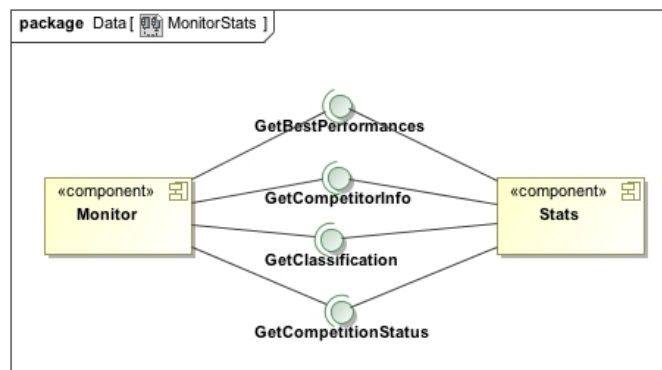 package Data [ MonitorStats ]
GetBestPerformances
«component»
Monitor
GetCompetitorInfo
«component»
Stats
GetClassification
GetCompetitionStatus